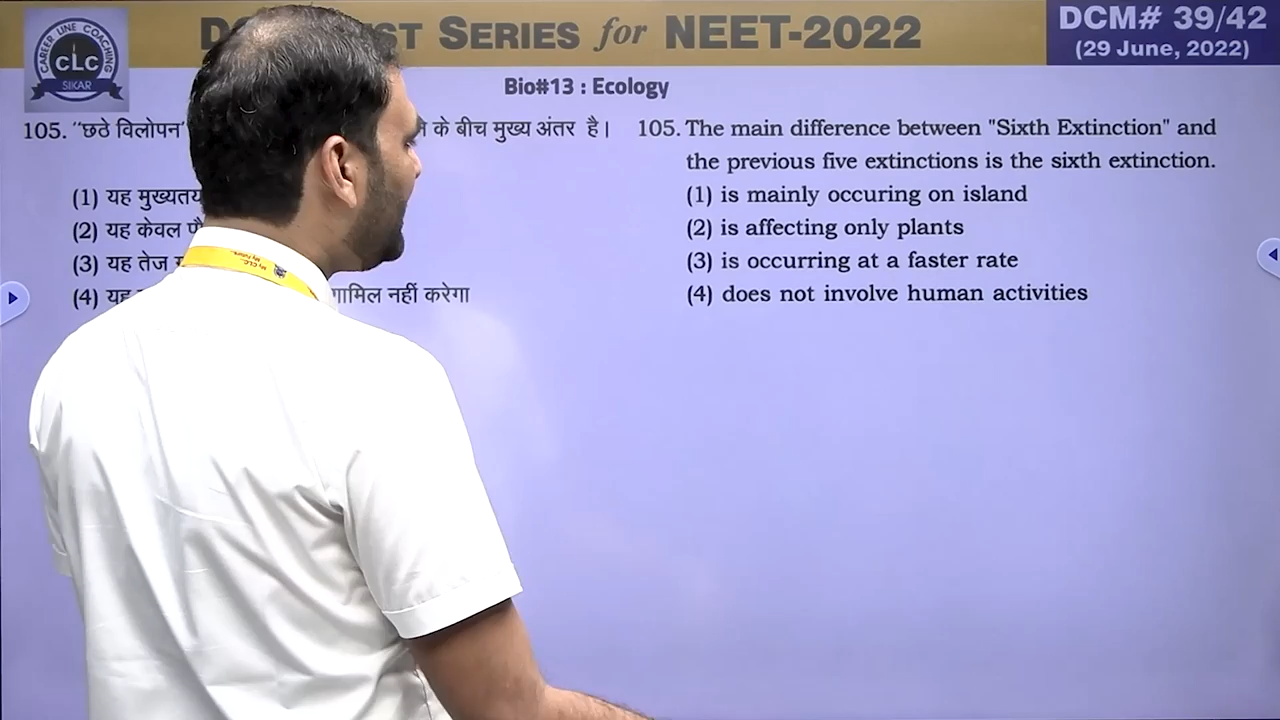 CAREER LINE COACHING
CLC
SIKAR
ST SERIES for NEET-2022
DCM# 39/42
(29 June, 2022)
Bio#13 : Ecology
105. "छठे विलोपन" के बीच मुख्य अंतर है।
(1) यह
(2) यह केवल
(3) यह तेज
(4) नहीं करेगा
105. The main difference between "Sixth Extinction" and
the previous five extinctions is the sixth extinction.
(1) is mainly occuring on island
(2) is affecting only plants
(3) is occurring at a faster rate
(4) does not involve human activities